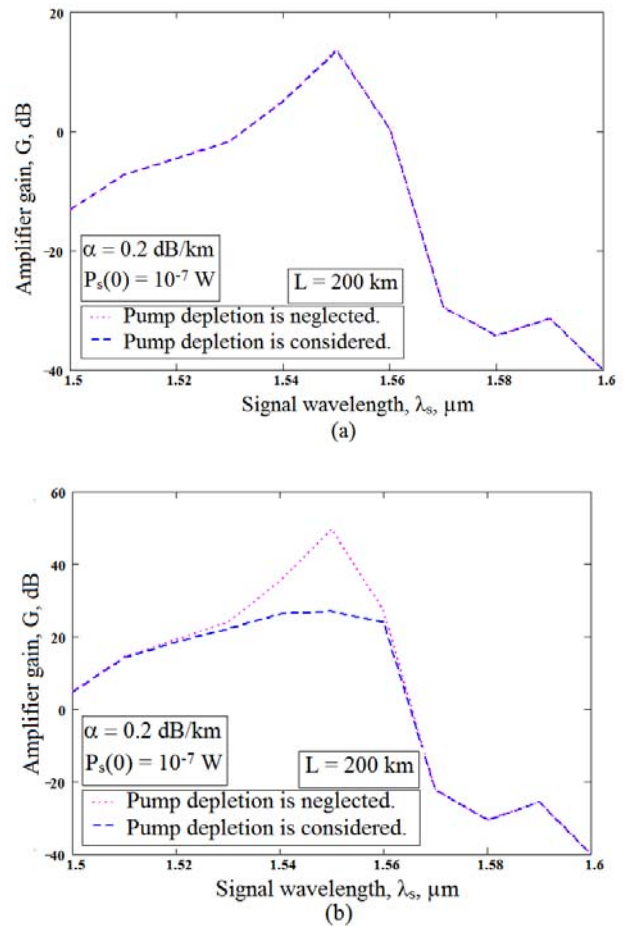 20
0
−20
−40
Amplifier gain, G, dB
α = 0.2 dB/km
Pₛ(0) = 10⁻⁷ W
L = 200 km
Pump depletion is neglected.
Pump depletion is considered.
1.5 1.52 1.54 1.56 1.58 1.6
Signal wavelength, λₛ, μm
(a)
60
40
20
0
−20
−40
Amplifier gain, G, dB
α = 0.2 dB/km
Pₛ(0) = 10⁻⁷ W
L = 200 km
Pump depletion is neglected.
Pump depletion is considered.
1.5 1.52 1.54 1.56 1.58 1.6
Signal wavelength, λₛ, μm
(b)